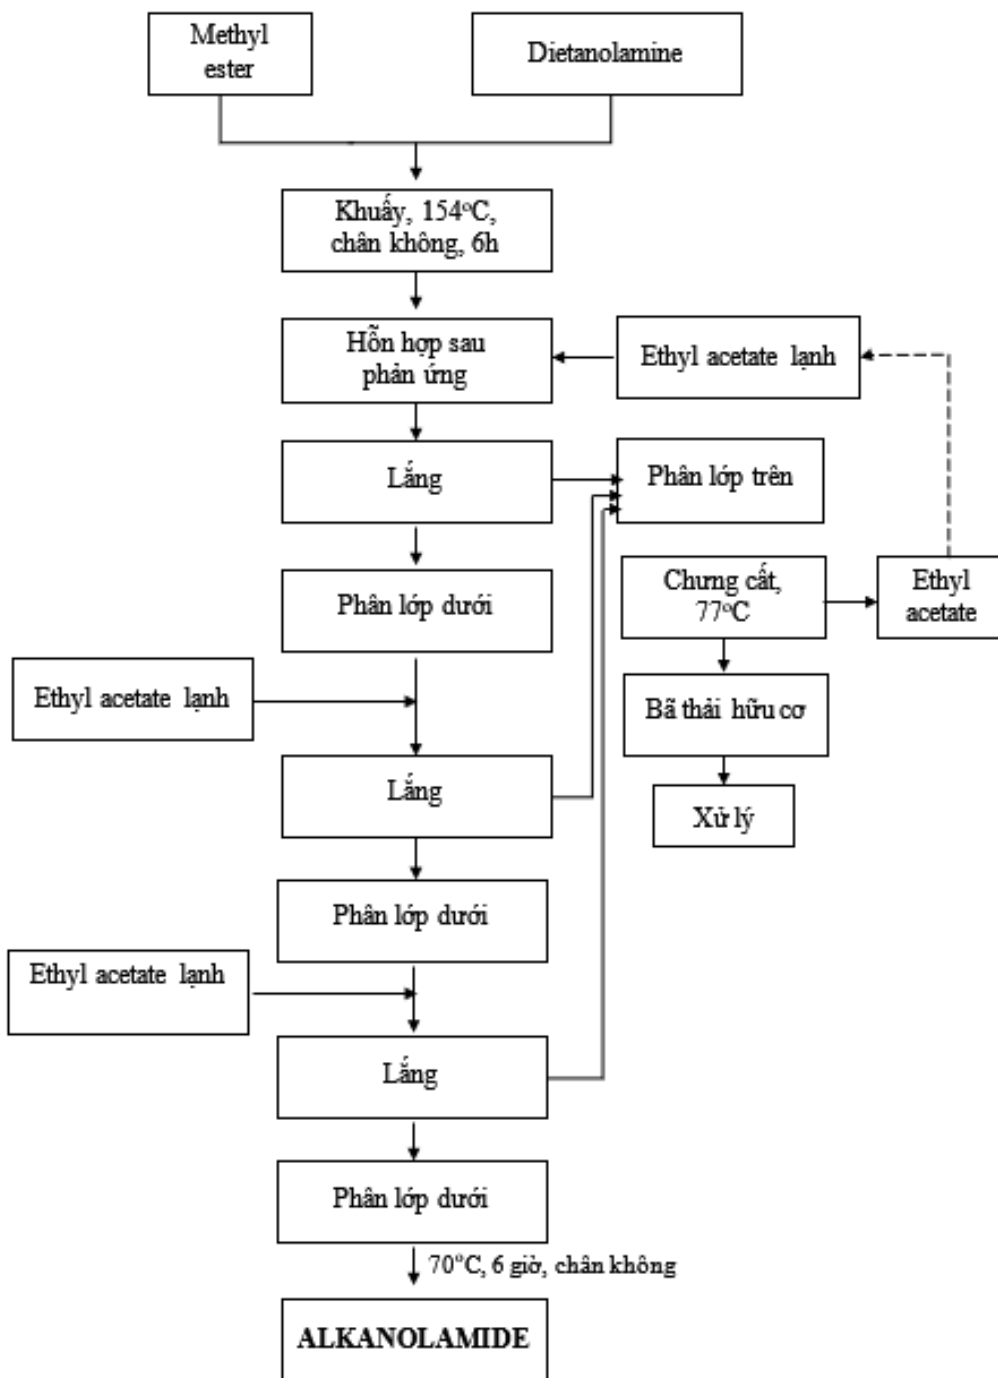 Methyl
ester
Dietanolamine
Khuấy, 154°C,
chân không, 6h
Hỗn hợp sau
phản ứng
Ethyl acetate lạnh
Lắng
Phân lớp trên
Phân lớp dưới
Chưng cất,
77°C
Ethyl
acetate
Ethyl acetate lạnh
Bã thải hữu cơ
Lắng
Xử lý
Phân lớp dưới
Ethyl acetate lạnh
Lắng
Phân lớp dưới
70°C, 6 giờ, chân không
ALKANOLAMIDE